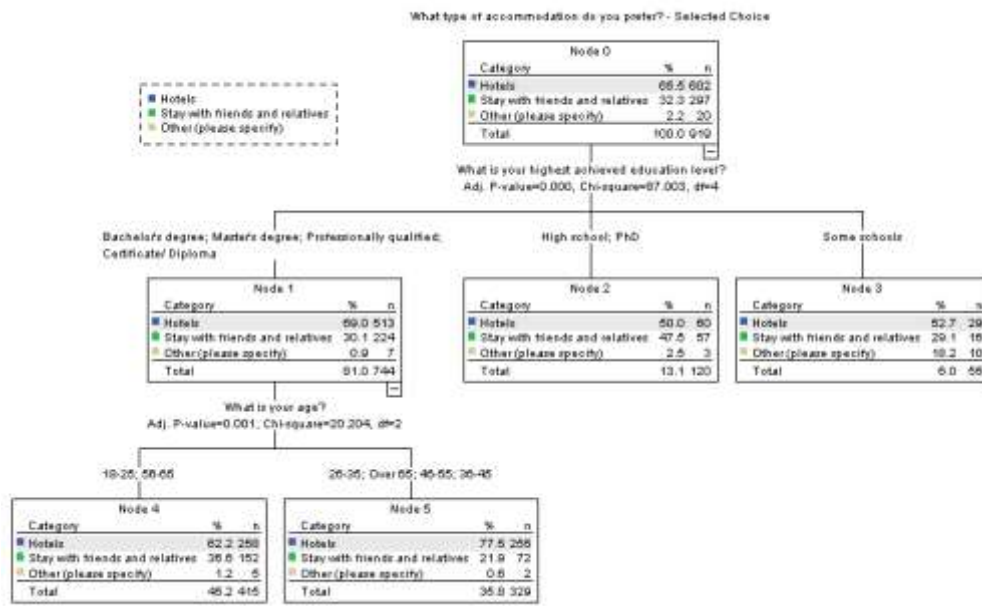 What type of accommodation do you prefer? - Selected Choice
Node 0
Category % n
Hotels 65.5 602
Stay with friends and relatives 32.3 297
Other (please specify) 2.2 20
Total 100.0 919
Hotels
Stay with friends and relatives
Other (please specify)
What is your highest achieved education level?
Adj. P-value=0.000, Chi-square=87.003, df=4
Bachelor's degree; Master's degree; Professionally qualified;
Certificate/ Diploma
High school; PhD
Some schools
Node 1
Category % n
Hotels 69.0 513
Stay with friends and relatives 30.1 224
Other (please specify) 0.9 7
Total 81.0 744
Node 2
Category % n
Hotels 50.0 60
Stay with friends and relatives 47.5 57
Other (please specify) 2.5 3
Total 13.1 120
Node 3
Category % n
Hotels 52.7 29
Stay with friends and relatives 29.1 16
Other (please specify) 18.2 10
Total 6.0 55
What is your age?
Adj. P-value=0.001, Chi-square=20.204, df=2
18-25; 56-65
26-35; Over 65; 46-55; 36-45
Node 4
Category % n
Hotels 62.2 258
Stay with friends and relatives 36.6 152
Other (please specify) 1.2 5
Total 45.2 415
Node 5
Category % n
Hotels 77.5 255
Stay with friends and relatives 21.9 72
Other (please specify) 0.6 2
Total 35.8 329